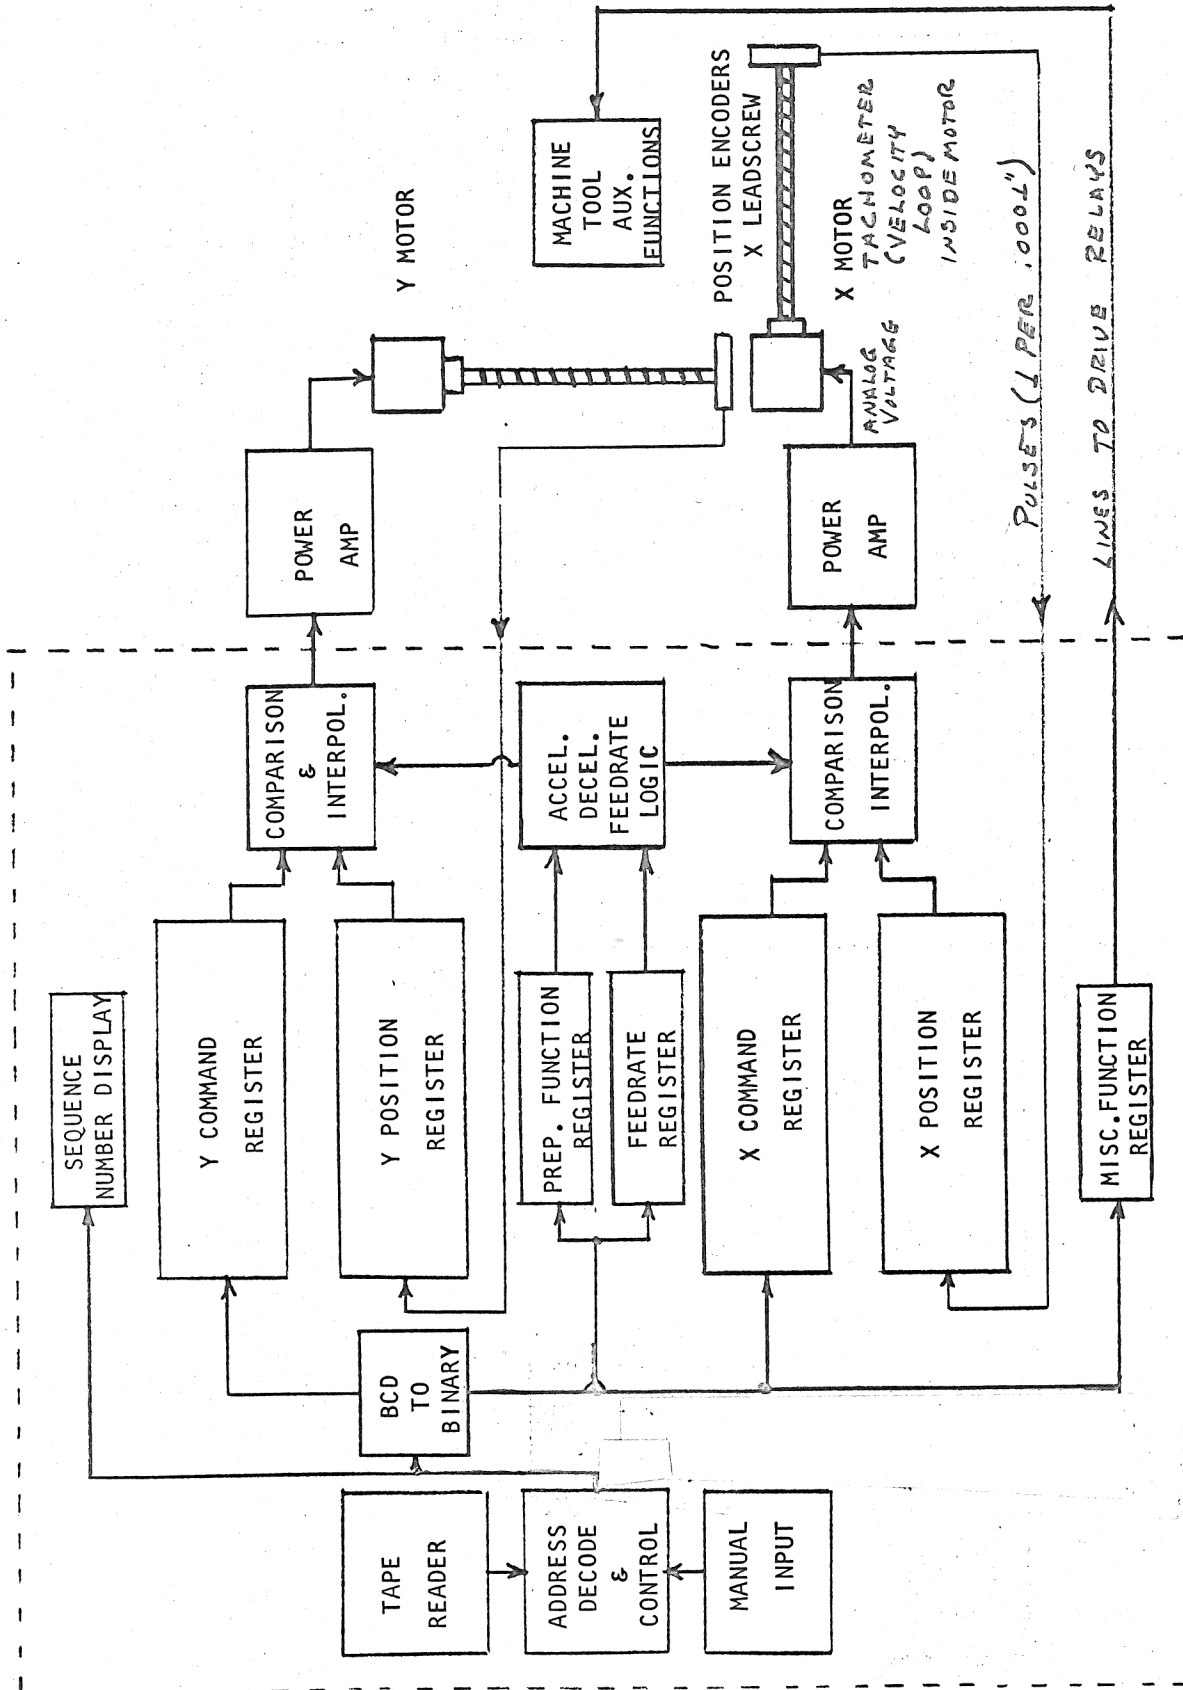 TAPE
READER
ADDRESS
DECODE
&
CONTROL
MANUAL
INPUT
BCD
TO
BINARY
SEQUENCE
NUMBER DISPLAY
Y COMMAND
REGISTER
Y POSITION
REGISTER
PREP. FUNCTION
REGISTER
FEEDRATE
REGISTER
X COMMAND
REGISTER
X POSITION
REGISTER
MISC.FUNCTION
REGISTER
COMPARISON
&
INTERPOL.
ACCEL.
DECEL.
FEEDRATE
LOGIC
COMPARISON
INTERPOL.
POWER
AMP
POWER
AMP
Y MOTOR
MACHINE
TOOL
AUX.
FUNCTIONS
POSITION ENCODERS
X LEADSCREW
X MOTOR
TACHOMETER
(VELOCITY
LOOP)
INSIDE MOTOR
ANALOG
VOLTAGE
PULSES (1 PER .0001")
LINES TO DRIVE RELAYS